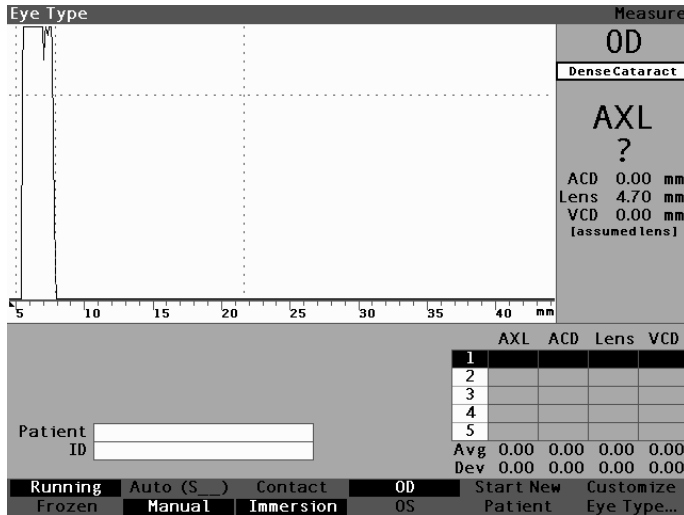 Eye Type Measure
OD
DenseCataract
AXL
?
ACD 0.00 mm
Lens 4.70 mm
VCD 0.00 mm
[assumed lens]
5 10 15 20 25 30 35 40 mm
AXL ACD Lens VCD
1
2
3
4
5
Patient
ID
Avg 0.00 0.00 0.00 0.00
Dev 0.00 0.00 0.00 0.00
Running Auto (S__) Contact OD Start New Customize
Frozen Manual Immersion OS Patient Eye Type...